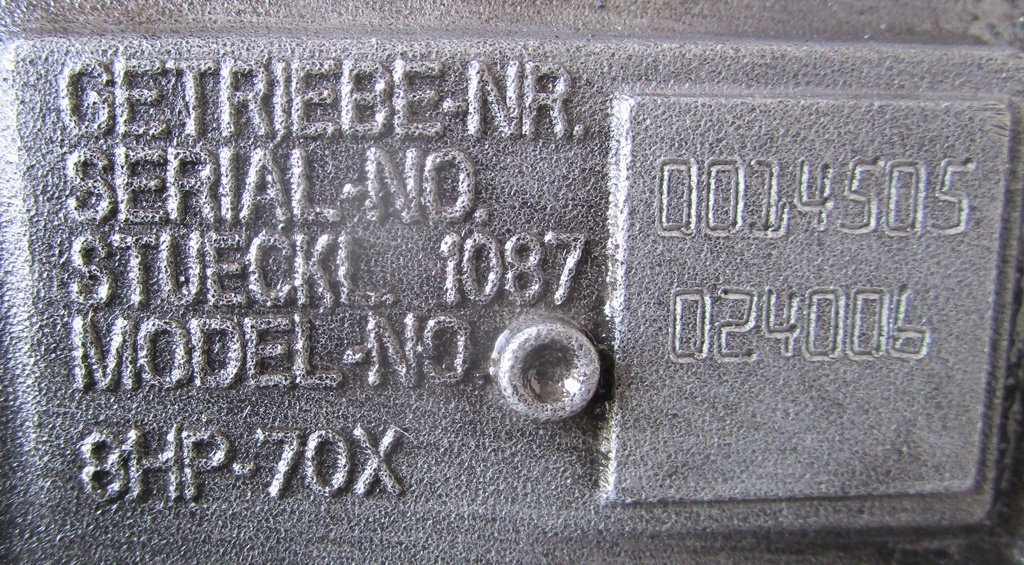 GETRIEBE-NR.
SERIAL-NO. 0014505
STUECKL. 1087
MODEL-NO. 024006
8HP-70X